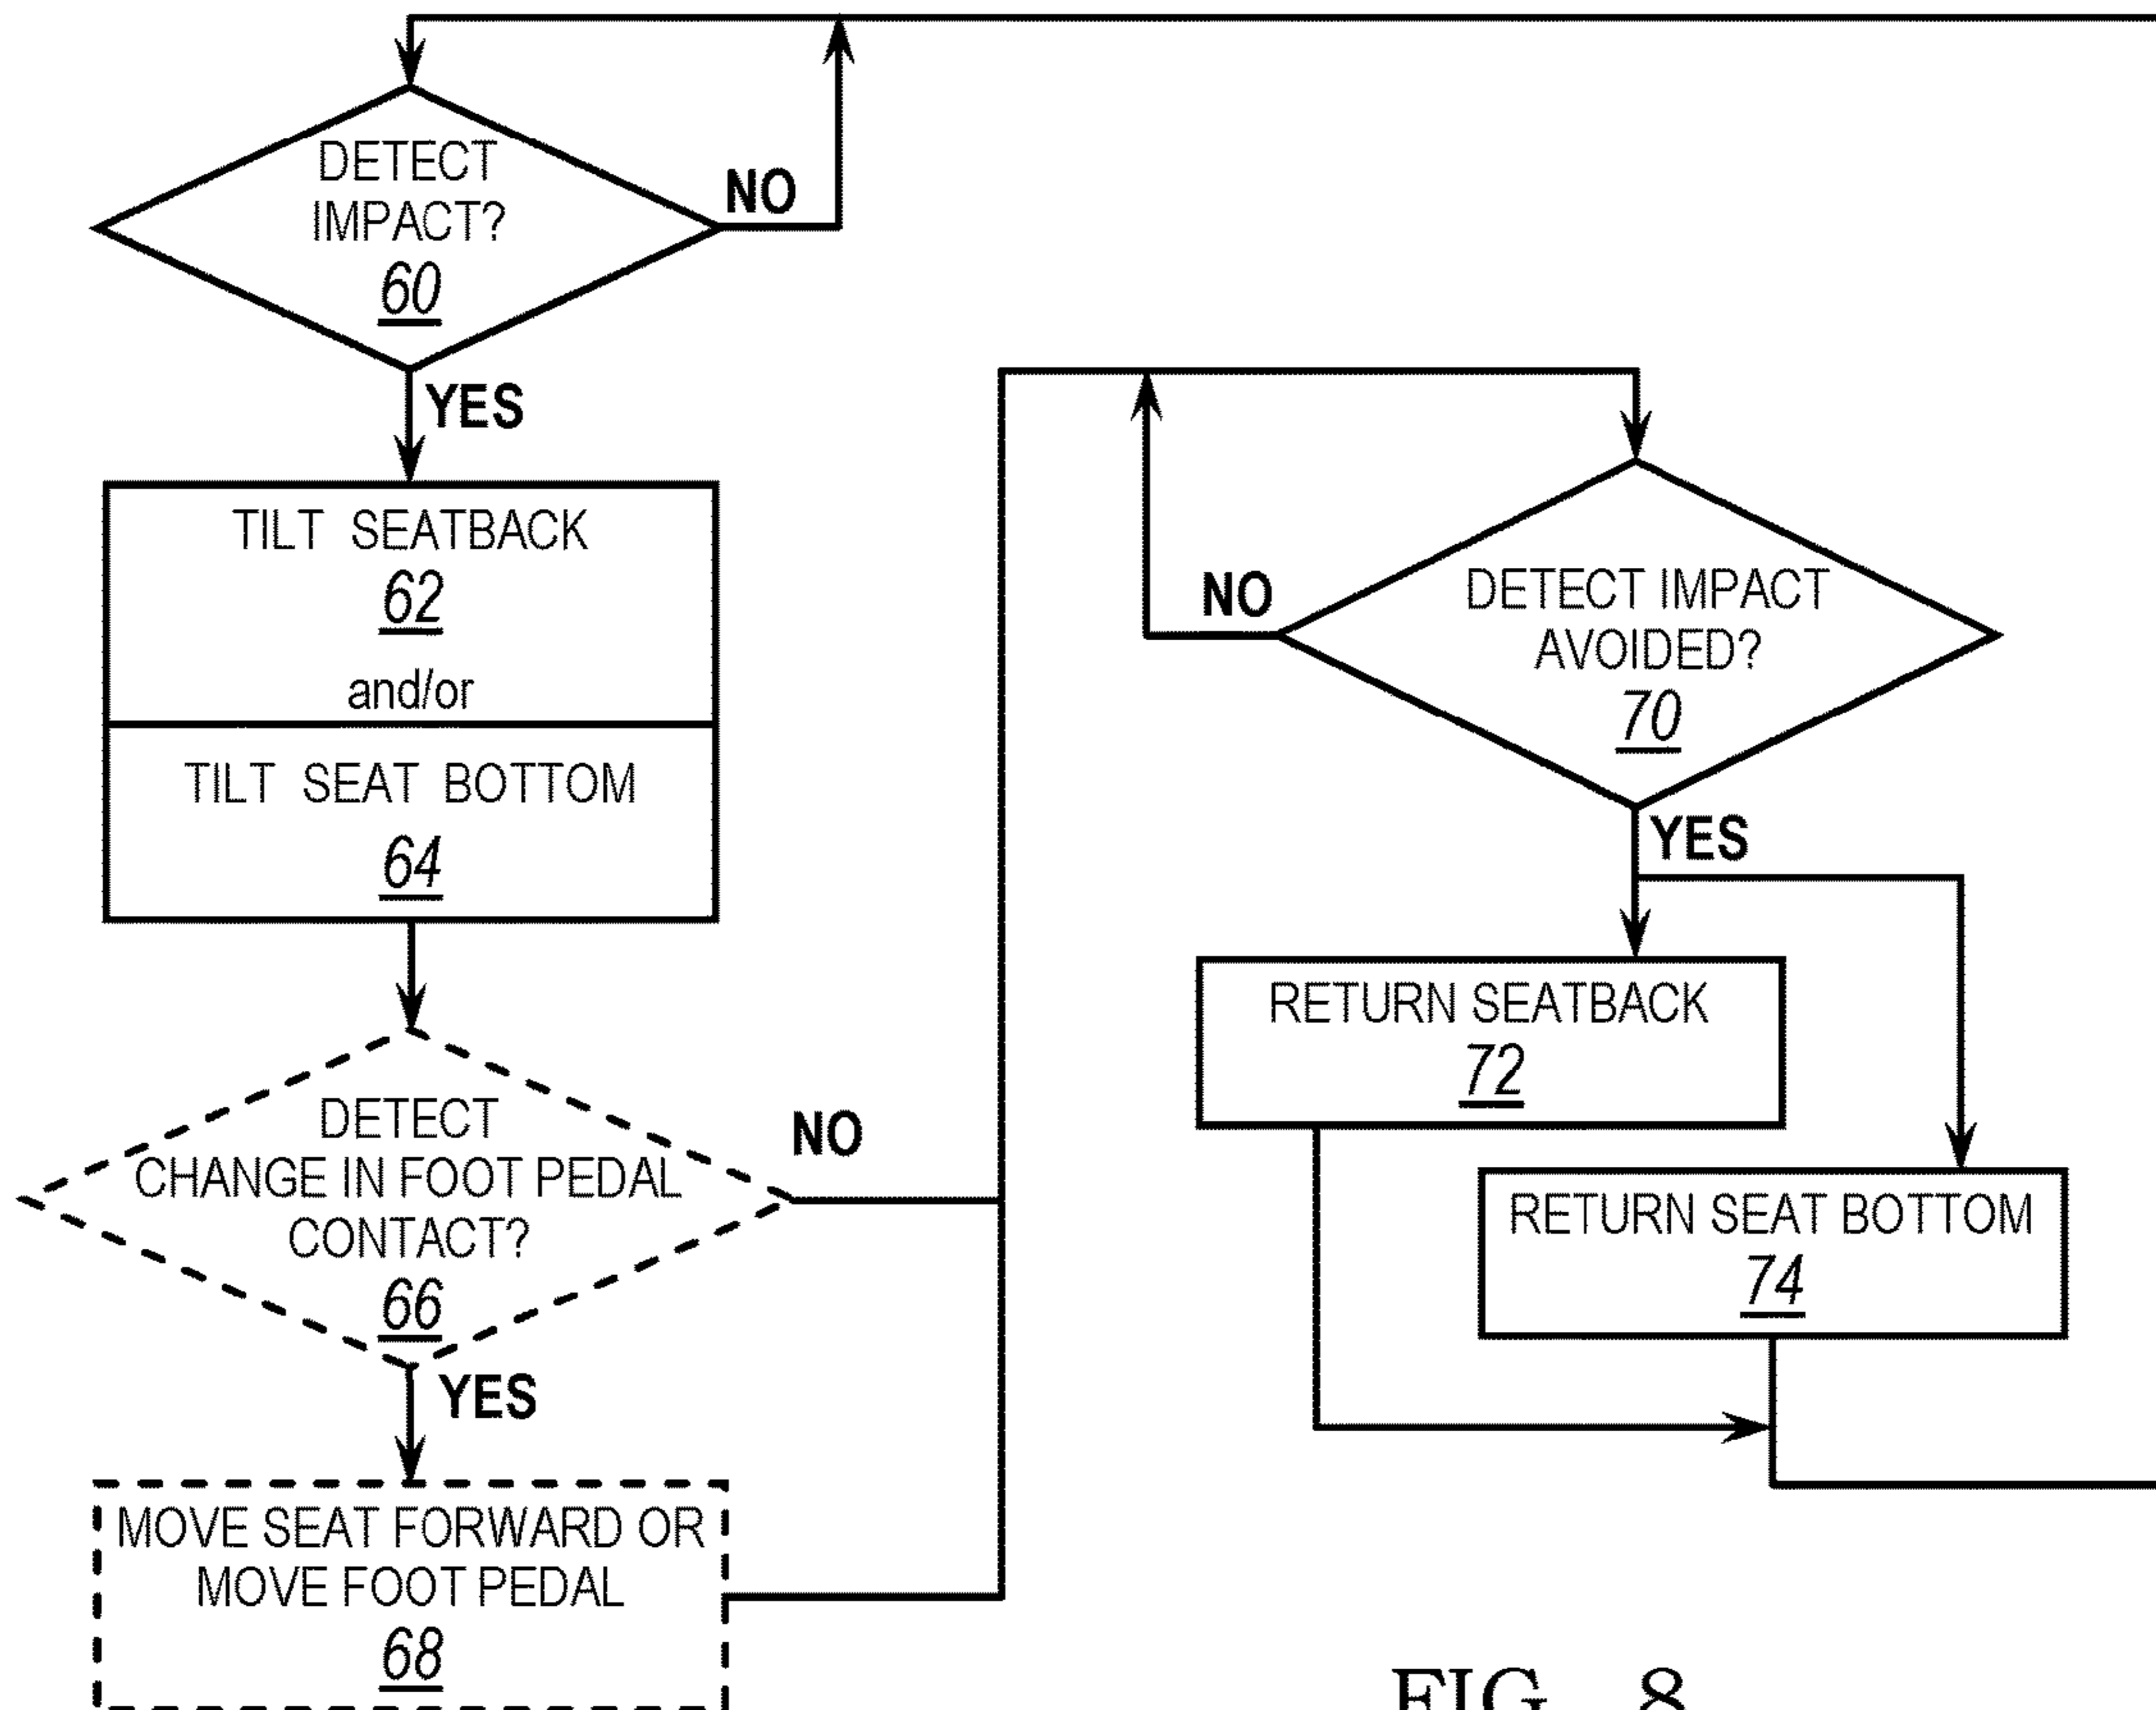 DETECT
IMPACT?
60
NO
YES
TILT SEATBACK
62
and/or
TILT SEAT BOTTOM
64
DETECT
CHANGE IN FOOT PEDAL
CONTACT?
66
NO
YES
MOVE SEAT FORWARD OR
MOVE FOOT PEDAL
68
DETECT IMPACT
AVOIDED?
70
NO
YES
RETURN SEATBACK
72
RETURN SEAT BOTTOM
74
FIG. 8